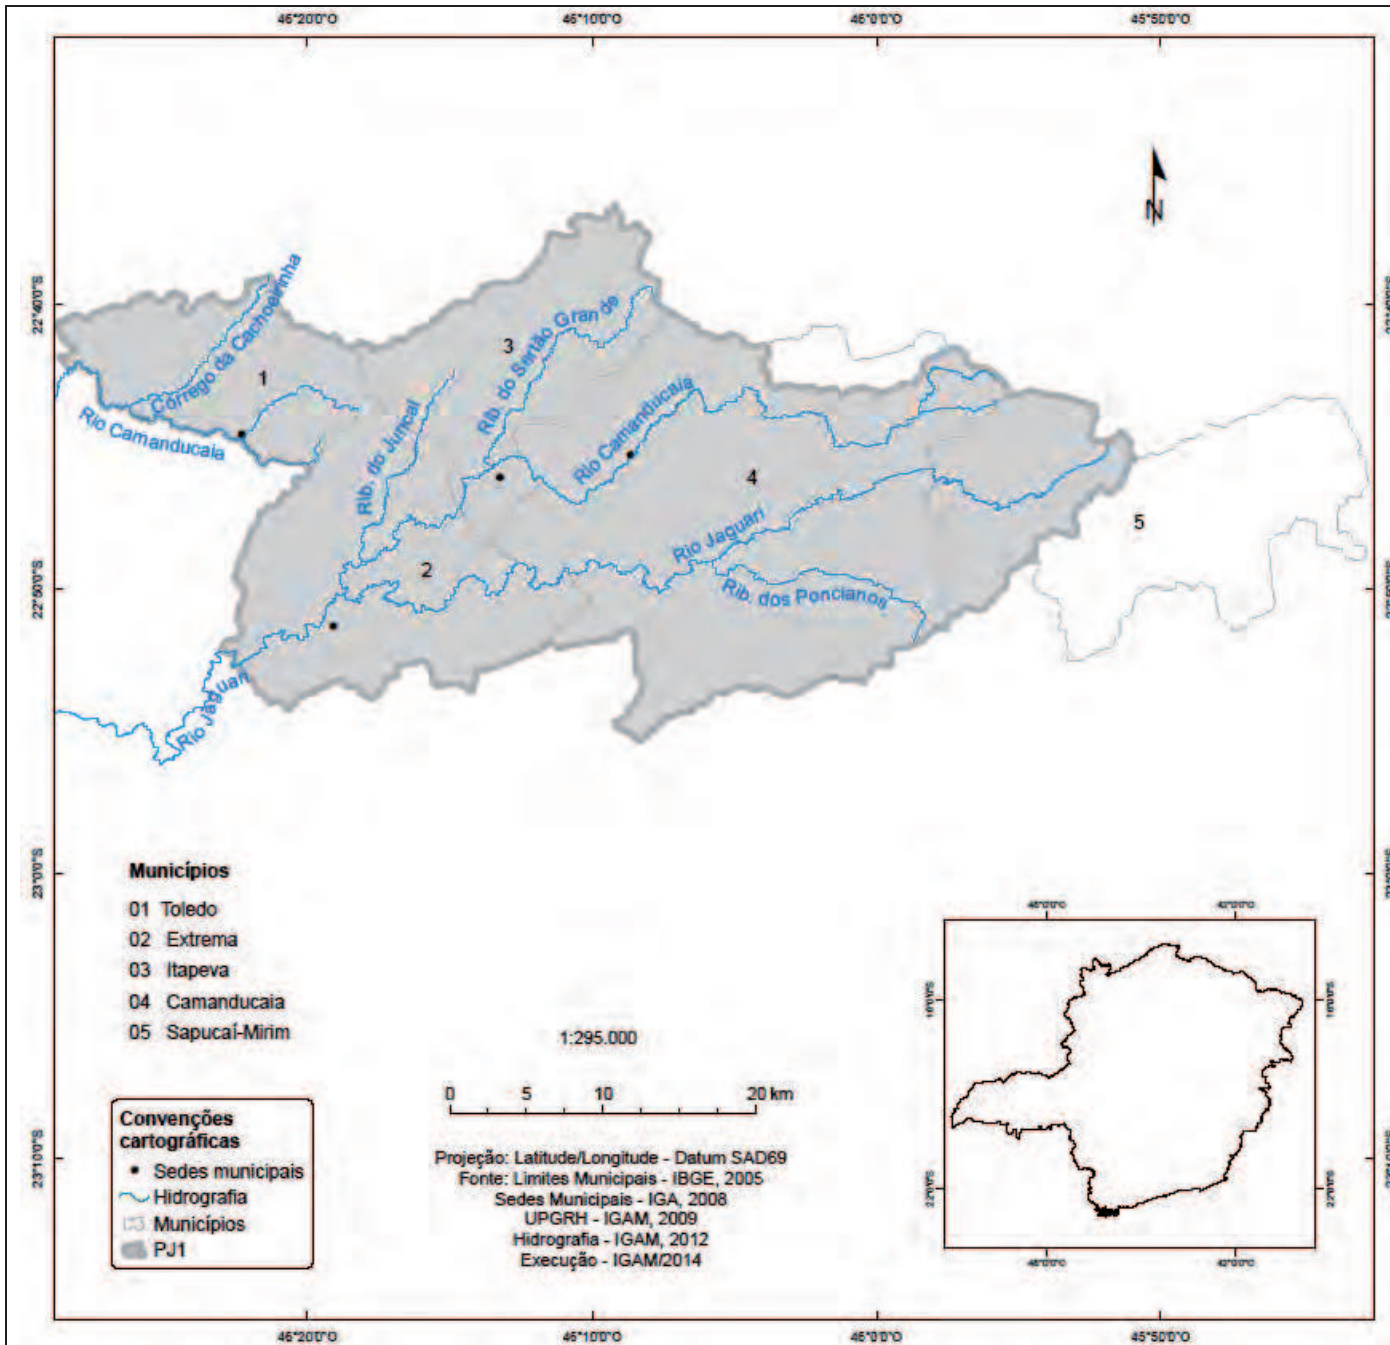 46°20'0"O 46°10'0"O 46°0'0"O 45°50'0"O
N
22°40'0"S
Córrego da Cachoeirinha
Rib. do Sertão Grande
3
1
Rio Camanducaia
Rib. do Juncal
Rio Camanducaia
4
5
Rio Jaguari
2
22°50'0"S
Rib. dos Poncianos
Rio Jaguari
23°0'0"S
Municípios
01 Toledo
02 Extrema
03 Itapeva
04 Camanducaia
05 Sapucaí-Mirim
1:295.000
0 5 10 20 km
Convenções
cartográficas
Sedes municipais
Hidrografia
Municípios
PJ1
Projeção: Latitude/Longitude - Datum SAD69
Fonte: Limites Municipais - IBGE, 2005
Sedes Municipais - IGA, 2008
UPGRH - IGAM, 2009
Hidrografia - IGAM, 2012
Execução - IGAM/2014
23°10'0"S
46°20'0"O 46°10'0"O 46°0'0"O 45°50'0"O